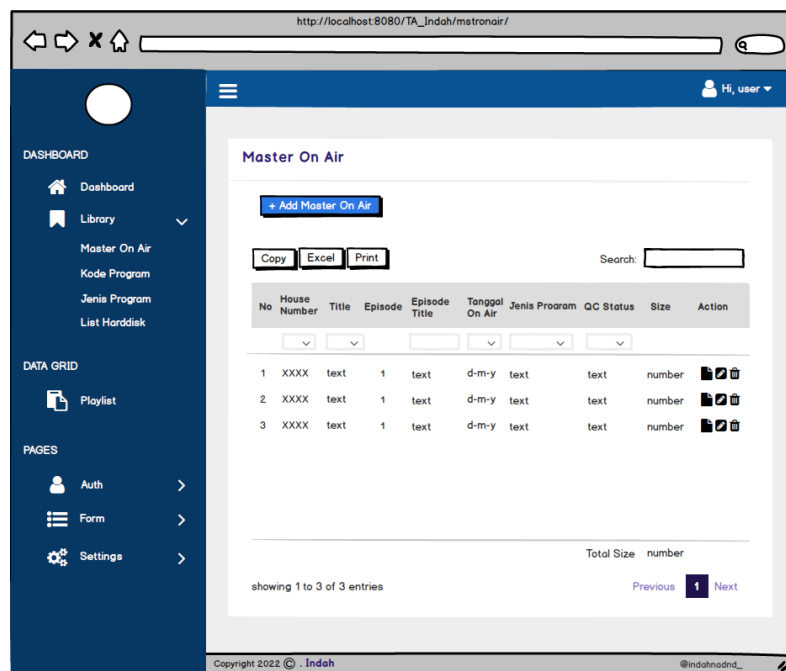 http://localhost:8080/TA_Indah/mstronair/
Hi, user
DASHBOARD
Dashboard
Library
Master On Air
Kode Program
Jenis Program
List Harddisk
DATA GRID
Playlist
PAGES
Auth
Form
Settings
Master On Air
+ Add Master On Air
Copy Excel Print Search:
No House Number Title Episode Episode Title Tanggal On Air Jenis Program QC Status Size Action
1 XXXX text 1 text d-m-y text text number
2 XXXX text 1 text d-m-y text text number
3 XXXX text 1 text d-m-y text text number
Total Size number
showing 1 to 3 of 3 entries Previous 1 Next
Copyright 2022 © . Indah @indahnadnd_